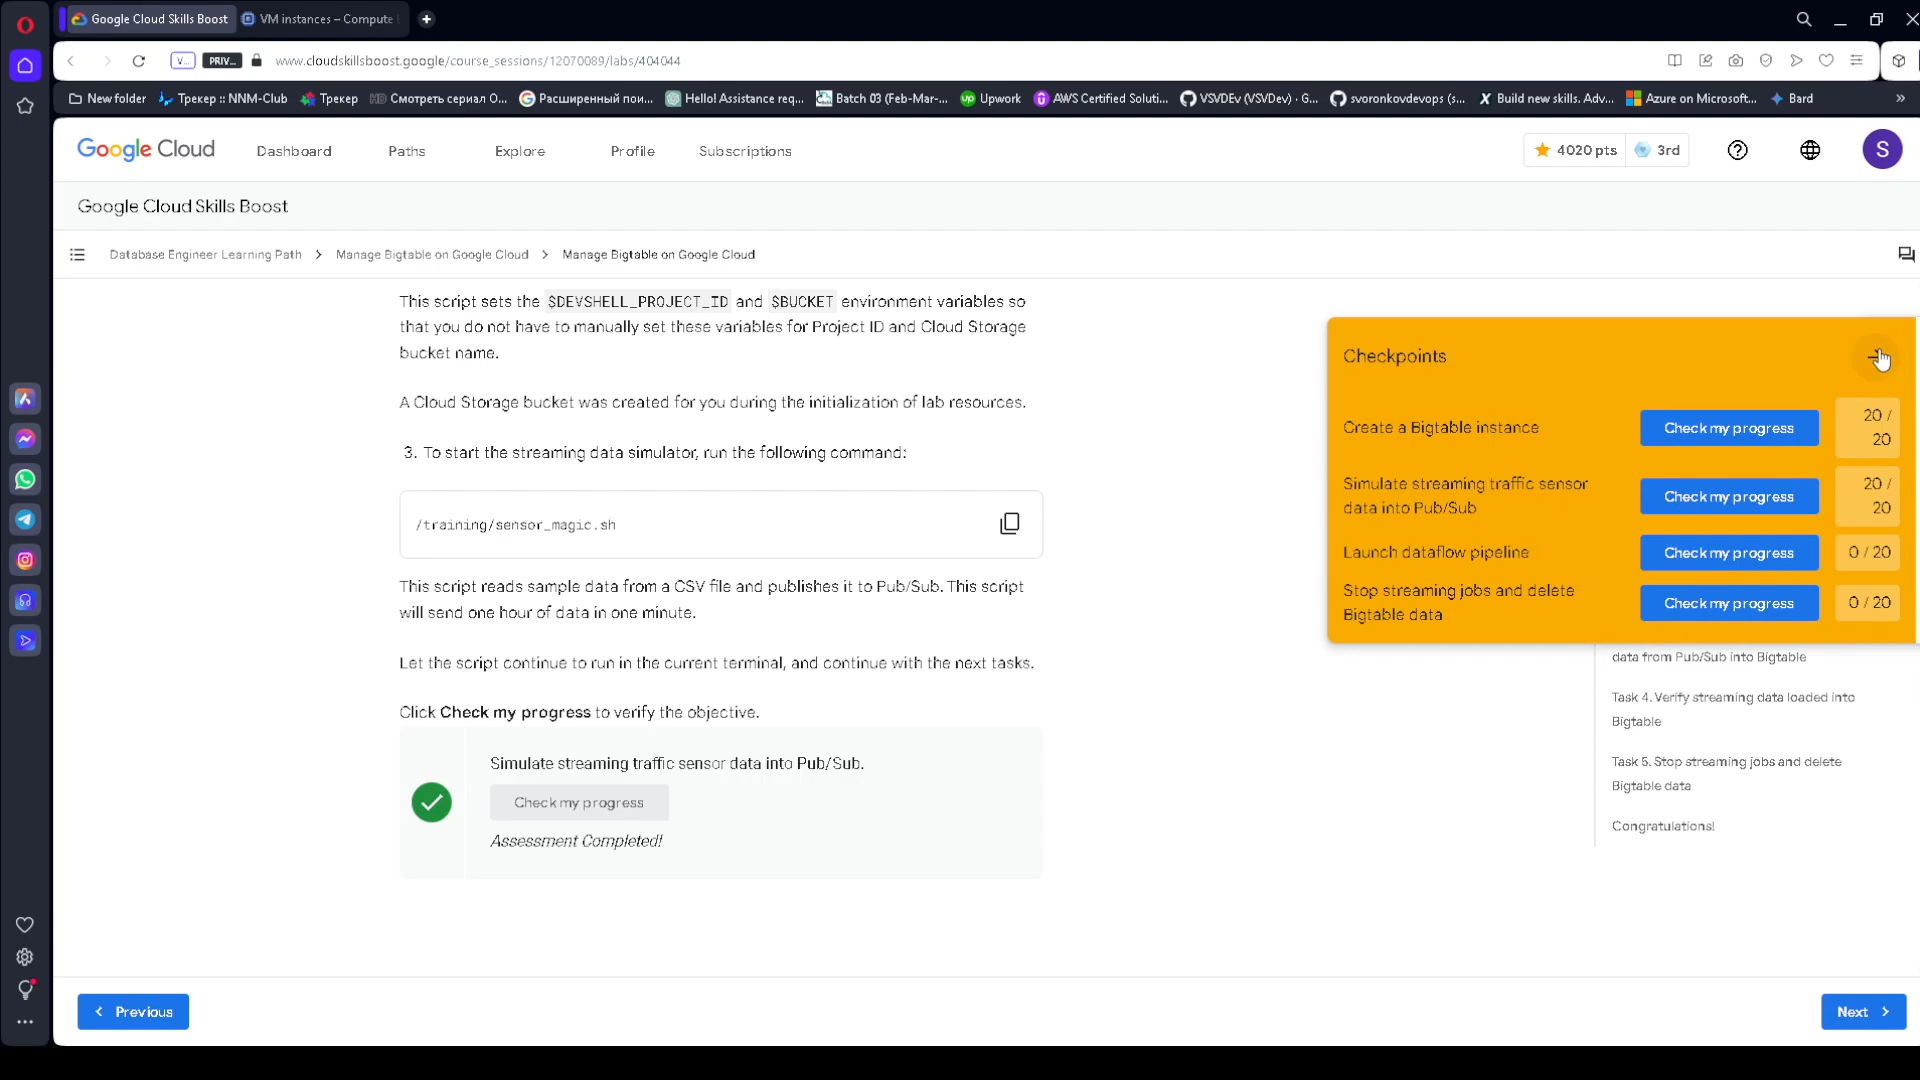 Google Cloud Skills Boost
VM instances – Compute
V...
PRIV...
www.cloudskillsboost.google/course_sessions/12070089/labs/404044
New folder
Трекер :: NNM-Club
Трекер
HD Смотреть сериал О...
Расширенный пои...
Hello! Assistance req...
Batch 03 (Feb-Mar-...
up Upwork
AWS Certified Soluti...
VSVDEv (VSVDev) · G...
svoronkovdevops (s...
X Build new skills. Adv...
Azure on Microsoft...
Bard
»
Google Cloud
Dashboard
Paths
Explore
Profile
Subscriptions
4020 pts
3rd
S
Google Cloud Skills Boost
Database Engineer Learning Path > Manage Bigtable on Google Cloud > Manage Bigtable on Google Cloud
This script sets the $DEVSHELL_PROJECT_ID and $BUCKET environment variables so
that you do not have to manually set these variables for Project ID and Cloud Storage
bucket name.
A Cloud Storage bucket was created for you during the initialization of lab resources.
3. To start the streaming data simulator, run the following command:
/training/sensor_magic.sh
This script reads sample data from a CSV file and publishes it to Pub/Sub. This script
will send one hour of data in one minute.
Let the script continue to run in the current terminal, and continue with the next tasks.
Click Check my progress to verify the objective.
Simulate streaming traffic sensor data into Pub/Sub.
Check my progress
Assessment Completed!
Checkpoints
Create a Bigtable instance
Check my progress
20 /
20
Simulate streaming traffic sensor
data into Pub/Sub
Check my progress
20 /
20
Launch dataflow pipeline
Check my progress
0 / 20
Stop streaming jobs and delete
Bigtable data
Check my progress
0 / 20
data from Pub/Sub into Bigtable
Task 4. Verify streaming data loaded into
Bigtable
Task 5. Stop streaming jobs and delete
Bigtable data
Congratulations!
Previous
Next